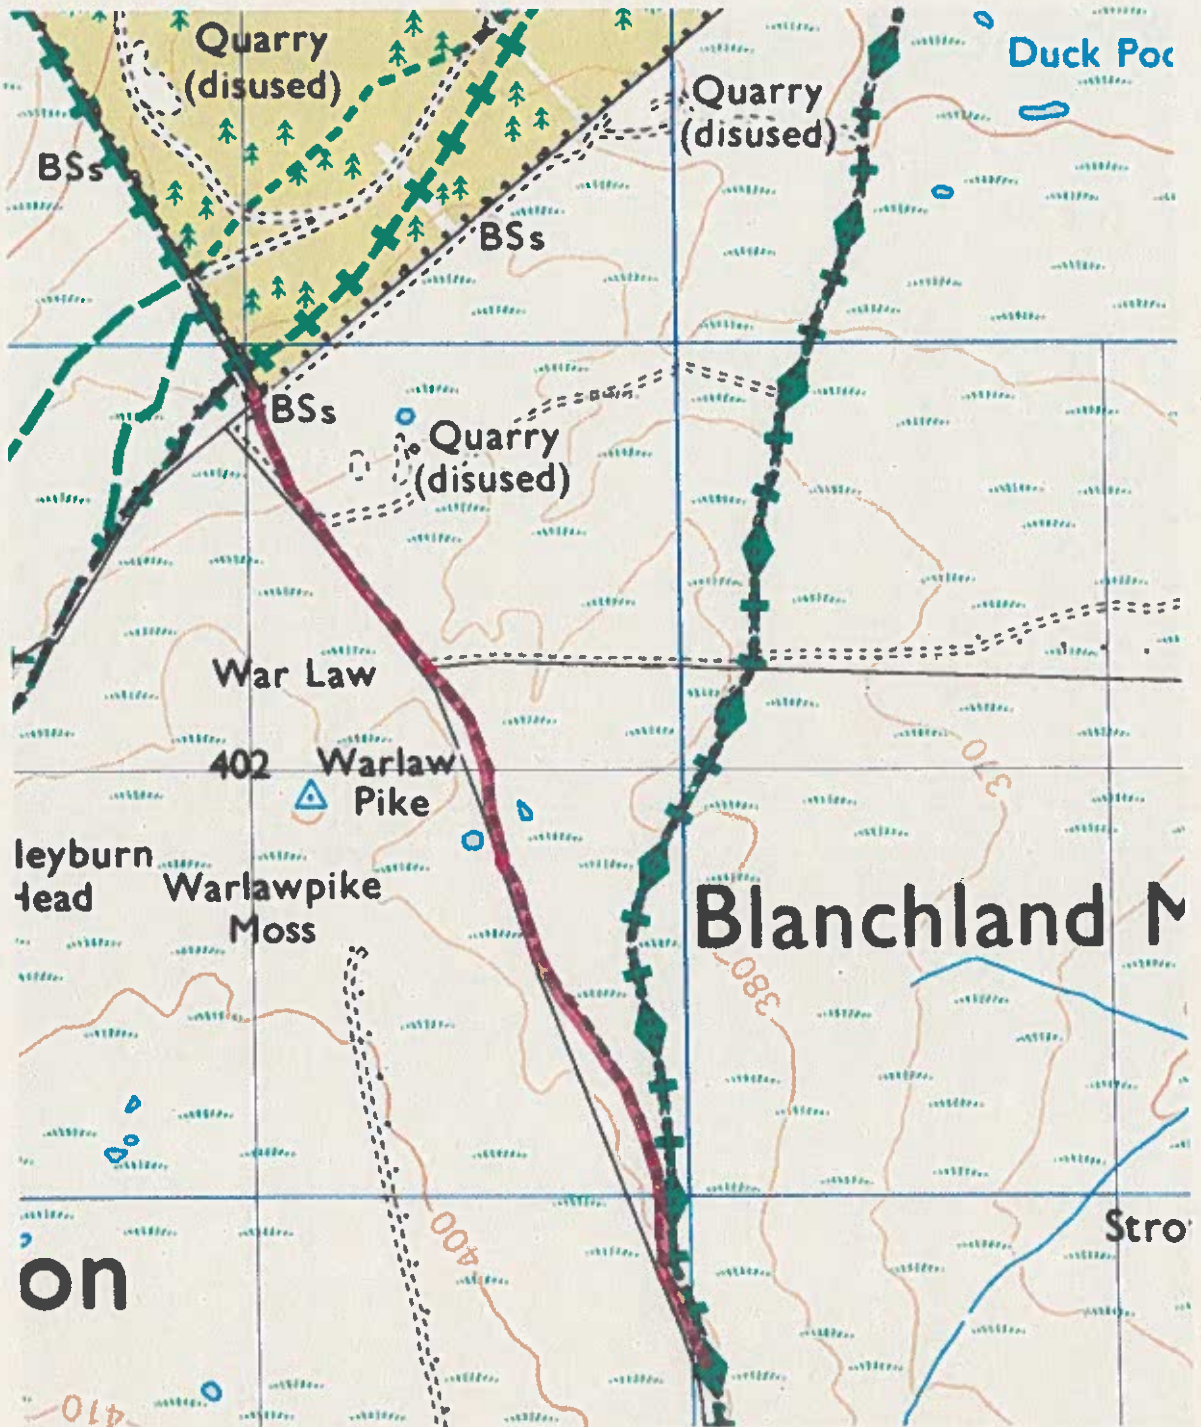 Quarry
(disused)
Duck Poo
Quarry
(disused)
BSs
BSs
BSs
Quarry
(disused)
War Law
402
Warlaw
Pike
370
leyburn
Head
Warlawpike
Moss
Blanchland M
380
Stro
400
on
410